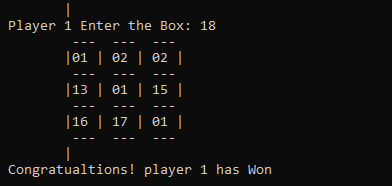 |
Player 1 Enter the Box: 18
--- --- ---
|01 | 02 | 02 |
--- --- ---
|13 | 01 | 15 |
--- --- ---
|16 | 17 | 01 |
--- --- ---
|
Congratualtions! player 1 has Won